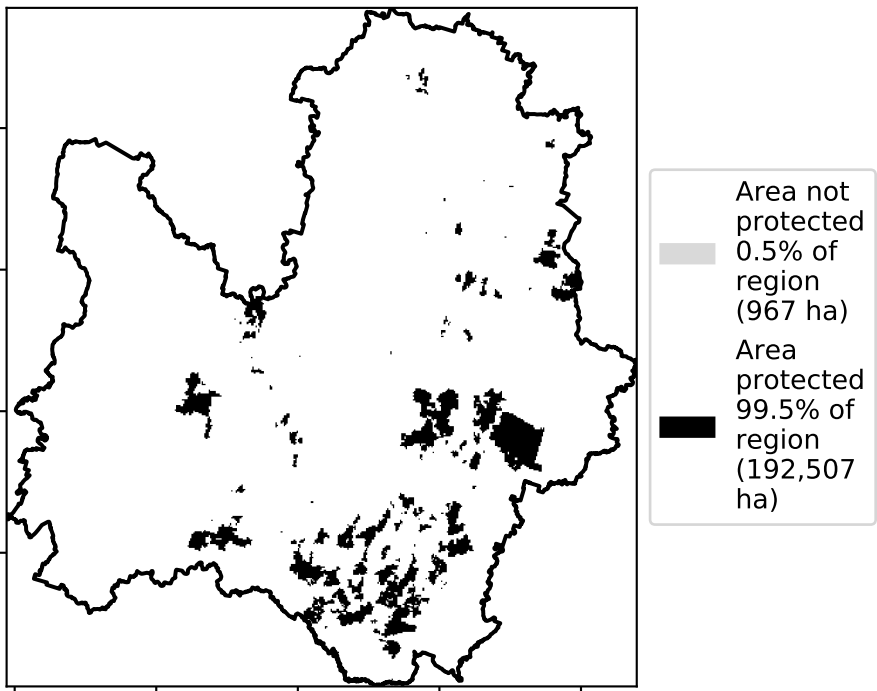 Area not
protected
0.5% of
region
(967 ha)
Area
protected
99.5% of
region
(192,507
ha)